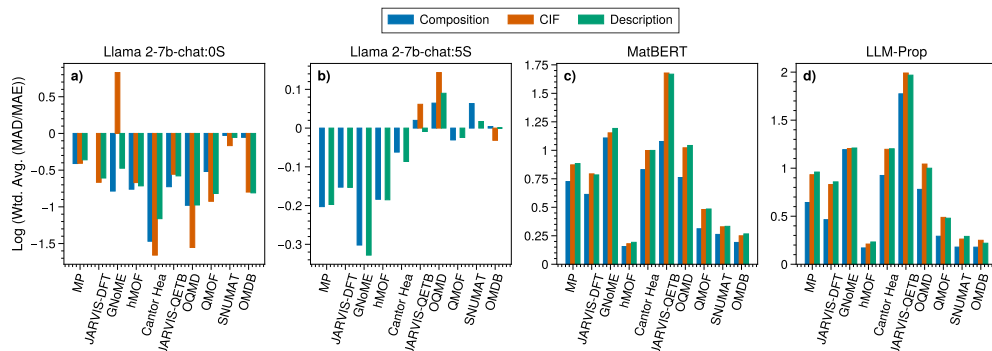 Composition CIF Description
Llama 2-7b-chat:0S
Llama 2-7b-chat:5S
MatBERT
LLM-Prop
Log (Wtd. Avg. (MAD/MAE))
a)
0.5
0
−0.5
−1.0
−1.5
MP
JARVIS-DFT
GNoME
hMOF
Cantor Hea
JARVIS-QETB
OQMD
QMOF
SNUMAT
OMDB
b)
0.1
0
−0.1
−0.2
−0.3
MP
JARVIS-DFT
GNoME
hMOF
Cantor Hea
JARVIS-QETB
OQMD
QMOF
SNUMAT
OMDB
c)
1.75
1.5
1.25
1
0.75
0.5
0.25
0
MP
JARVIS-DFT
GNoME
hMOF
Cantor Hea
JARVIS-QETB
OQMD
QMOF
SNUMAT
OMDB
d)
2
1.5
1
0.5
0
MP
JARVIS-DFT
GNoME
hMOF
Cantor Hea
JARVIS-QETB
OQMD
QMOF
SNUMAT
OMDB